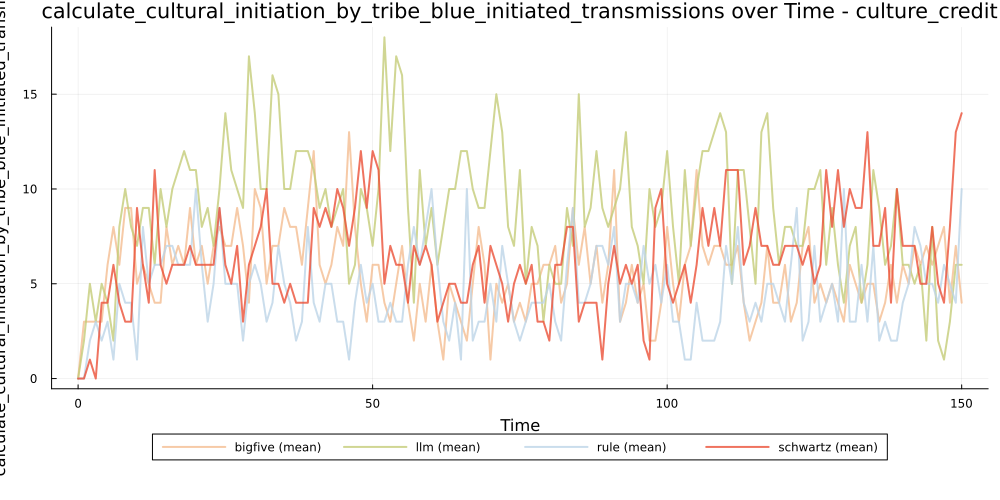 calculate_cultural_initiation_by_tribe_blue_initiated_transmissions over Time - culture_credit
calculate_cultural_initiation_by_tribe_blue_initiated_tran
15
10
5
0
0
50
100
150
Time
bigfive (mean)
llm (mean)
rule (mean)
schwartz (mean)